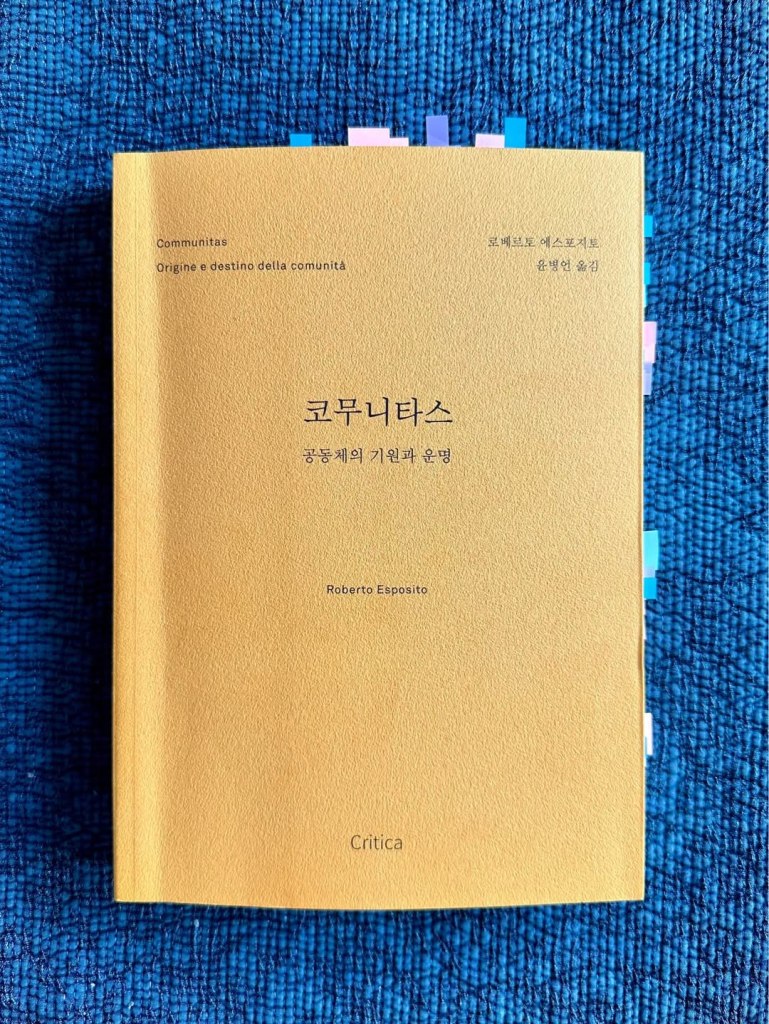 Communitas
Origine e destino della comunità
로베르토 에스포지토
윤병언 옮김
코무니타스
공동체의 기원과 운명
Roberto Esposito
Critica